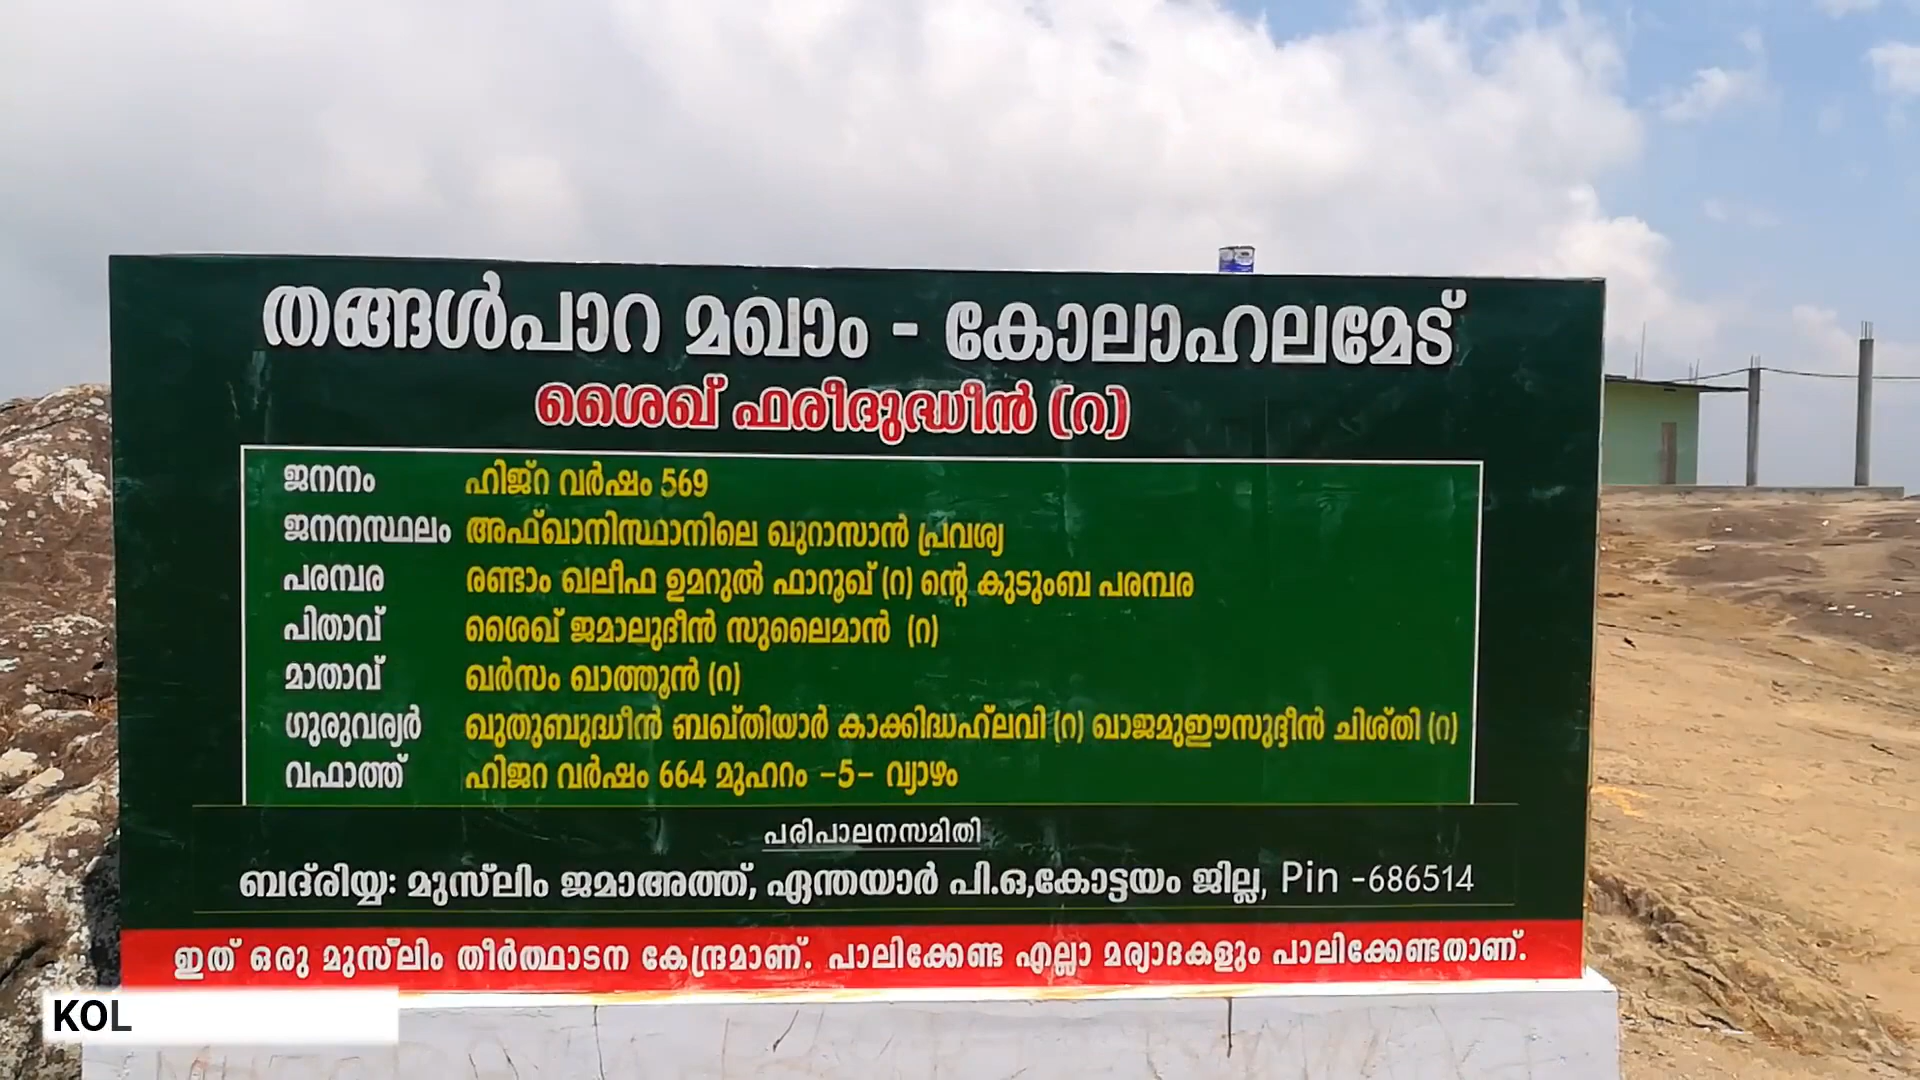 തങ്ങൾപാറ മഖാം - കോലാഹലമേട്
ശൈഖ് ഫരീദുദ്ധീൻ (റ)
ജനനം ഹിജ്റ വർഷം 569
ജനനസ്ഥലം അഫ്ഖാനിസ്ഥാനിലെ ഖുറാസാൻ പ്രവശ്യ
പരമ്പര രണ്ടാം ഖലീഫ ഉമറുൽ ഫാറൂഖ് (റ) ന്റെ കുടുംബ പരമ്പര
പിതാവ് ശൈഖ് ജമാലുദീൻ സുലൈമാൻ (റ)
മാതാവ് ഖർസം ഖാത്തൂൻ (റ)
ഗുരുവര്യർ ഖുതുബുദ്ധീൻ ബഖ്തിയാർ കാക്കിദ്ധഹ്‌ലവി (റ) ഖാജമുഈസുദ്ദീൻ ചിശ്തി (റ)
വഫാത്ത് ഹിജറ വർഷം 664 മുഹറം -5- വ്യാഴം
പരിപാലനസമിതി
ബദ്‌രിയ്യ: മുസ്‌ലിം ജമാഅത്ത്, ഏന്തയാർ പി.ഒ,കോട്ടയം ജില്ല, Pin -686514
ഇത് ഒരു മുസ്‌ലിം തീർത്ഥാടന കേന്ദ്രമാണ്. പാലിക്കേണ്ട എല്ലാ മര്യാദകളും പാലിക്കേണ്ടതാണ്.
KOL